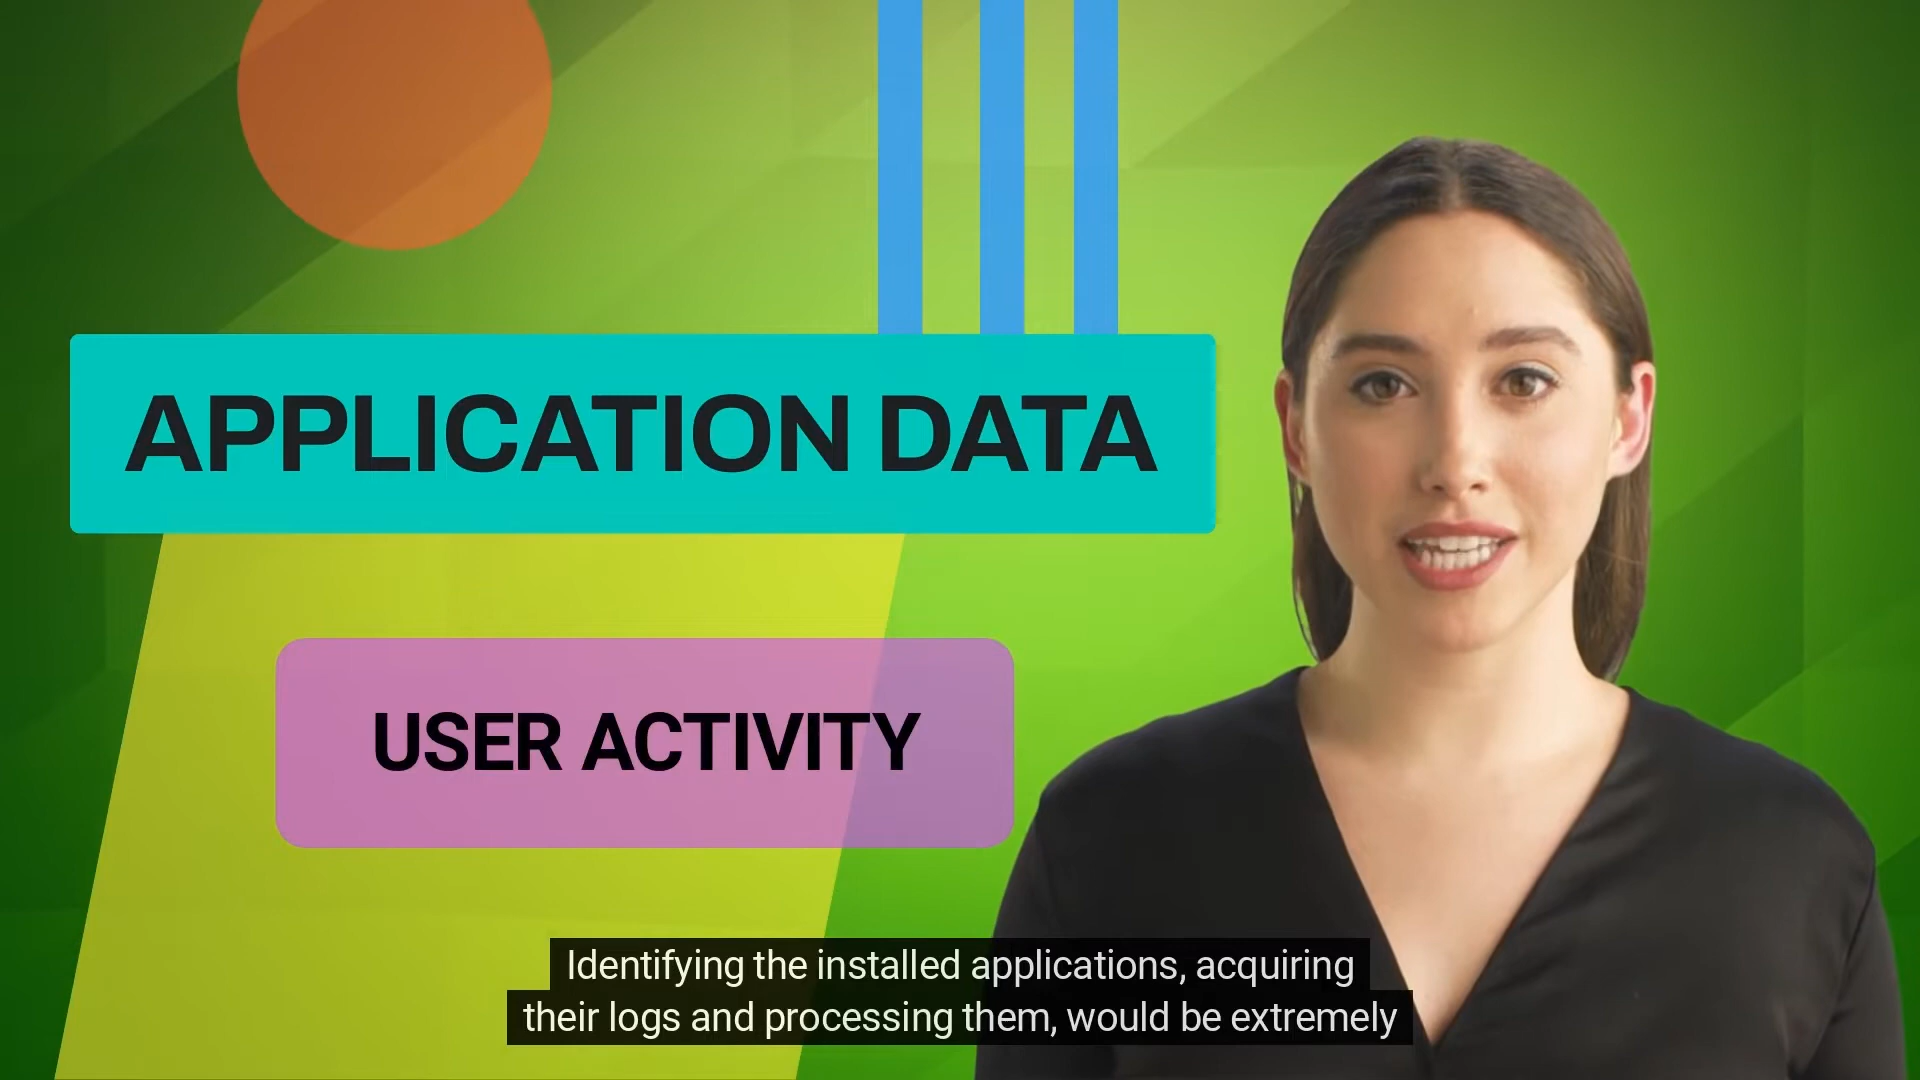 APPLICATION DATA
USER ACTIVITY
Identifying the installed applications, acquiring
their logs and processing them, would be extremely